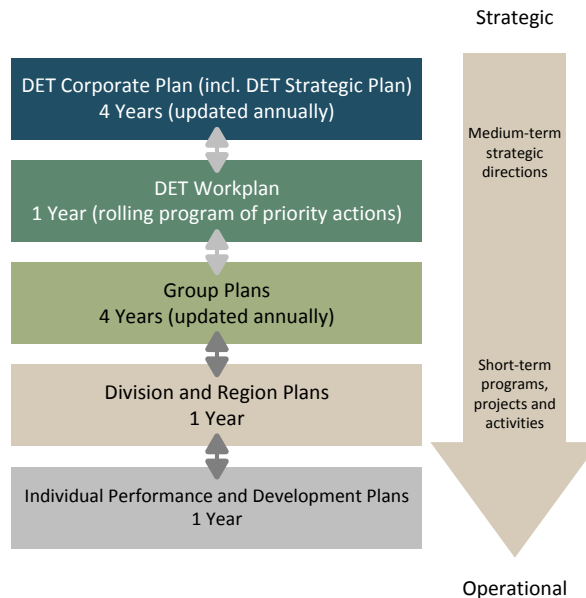 Strategic
DET Corporate Plan (incl. DET Strategic Plan)
4 Years (updated annually)
Medium-term
strategic
directions
DET Workplan
1 Year (rolling program of priority actions)
Group Plans
4 Years (updated annually)
Division and Region Plans
1 Year
Short-term
programs,
projects and
activities
Individual Performance and Development Plans
1 Year
Operational